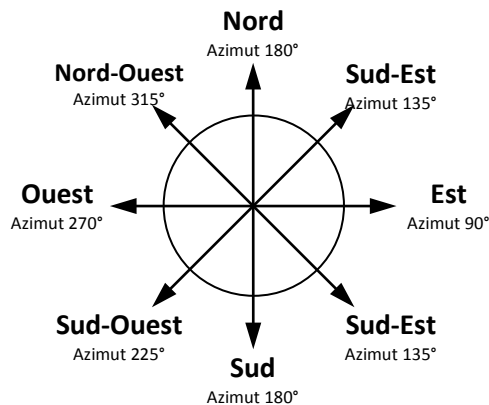 Nord
Azimut 180°
Nord-Ouest
Azimut 315°
Sud-Est
Azimut 135°
Ouest
Azimut 270°
Est
Azimut 90°
Sud-Ouest
Azimut 225°
Sud-Est
Azimut 135°
Sud
Azimut 180°